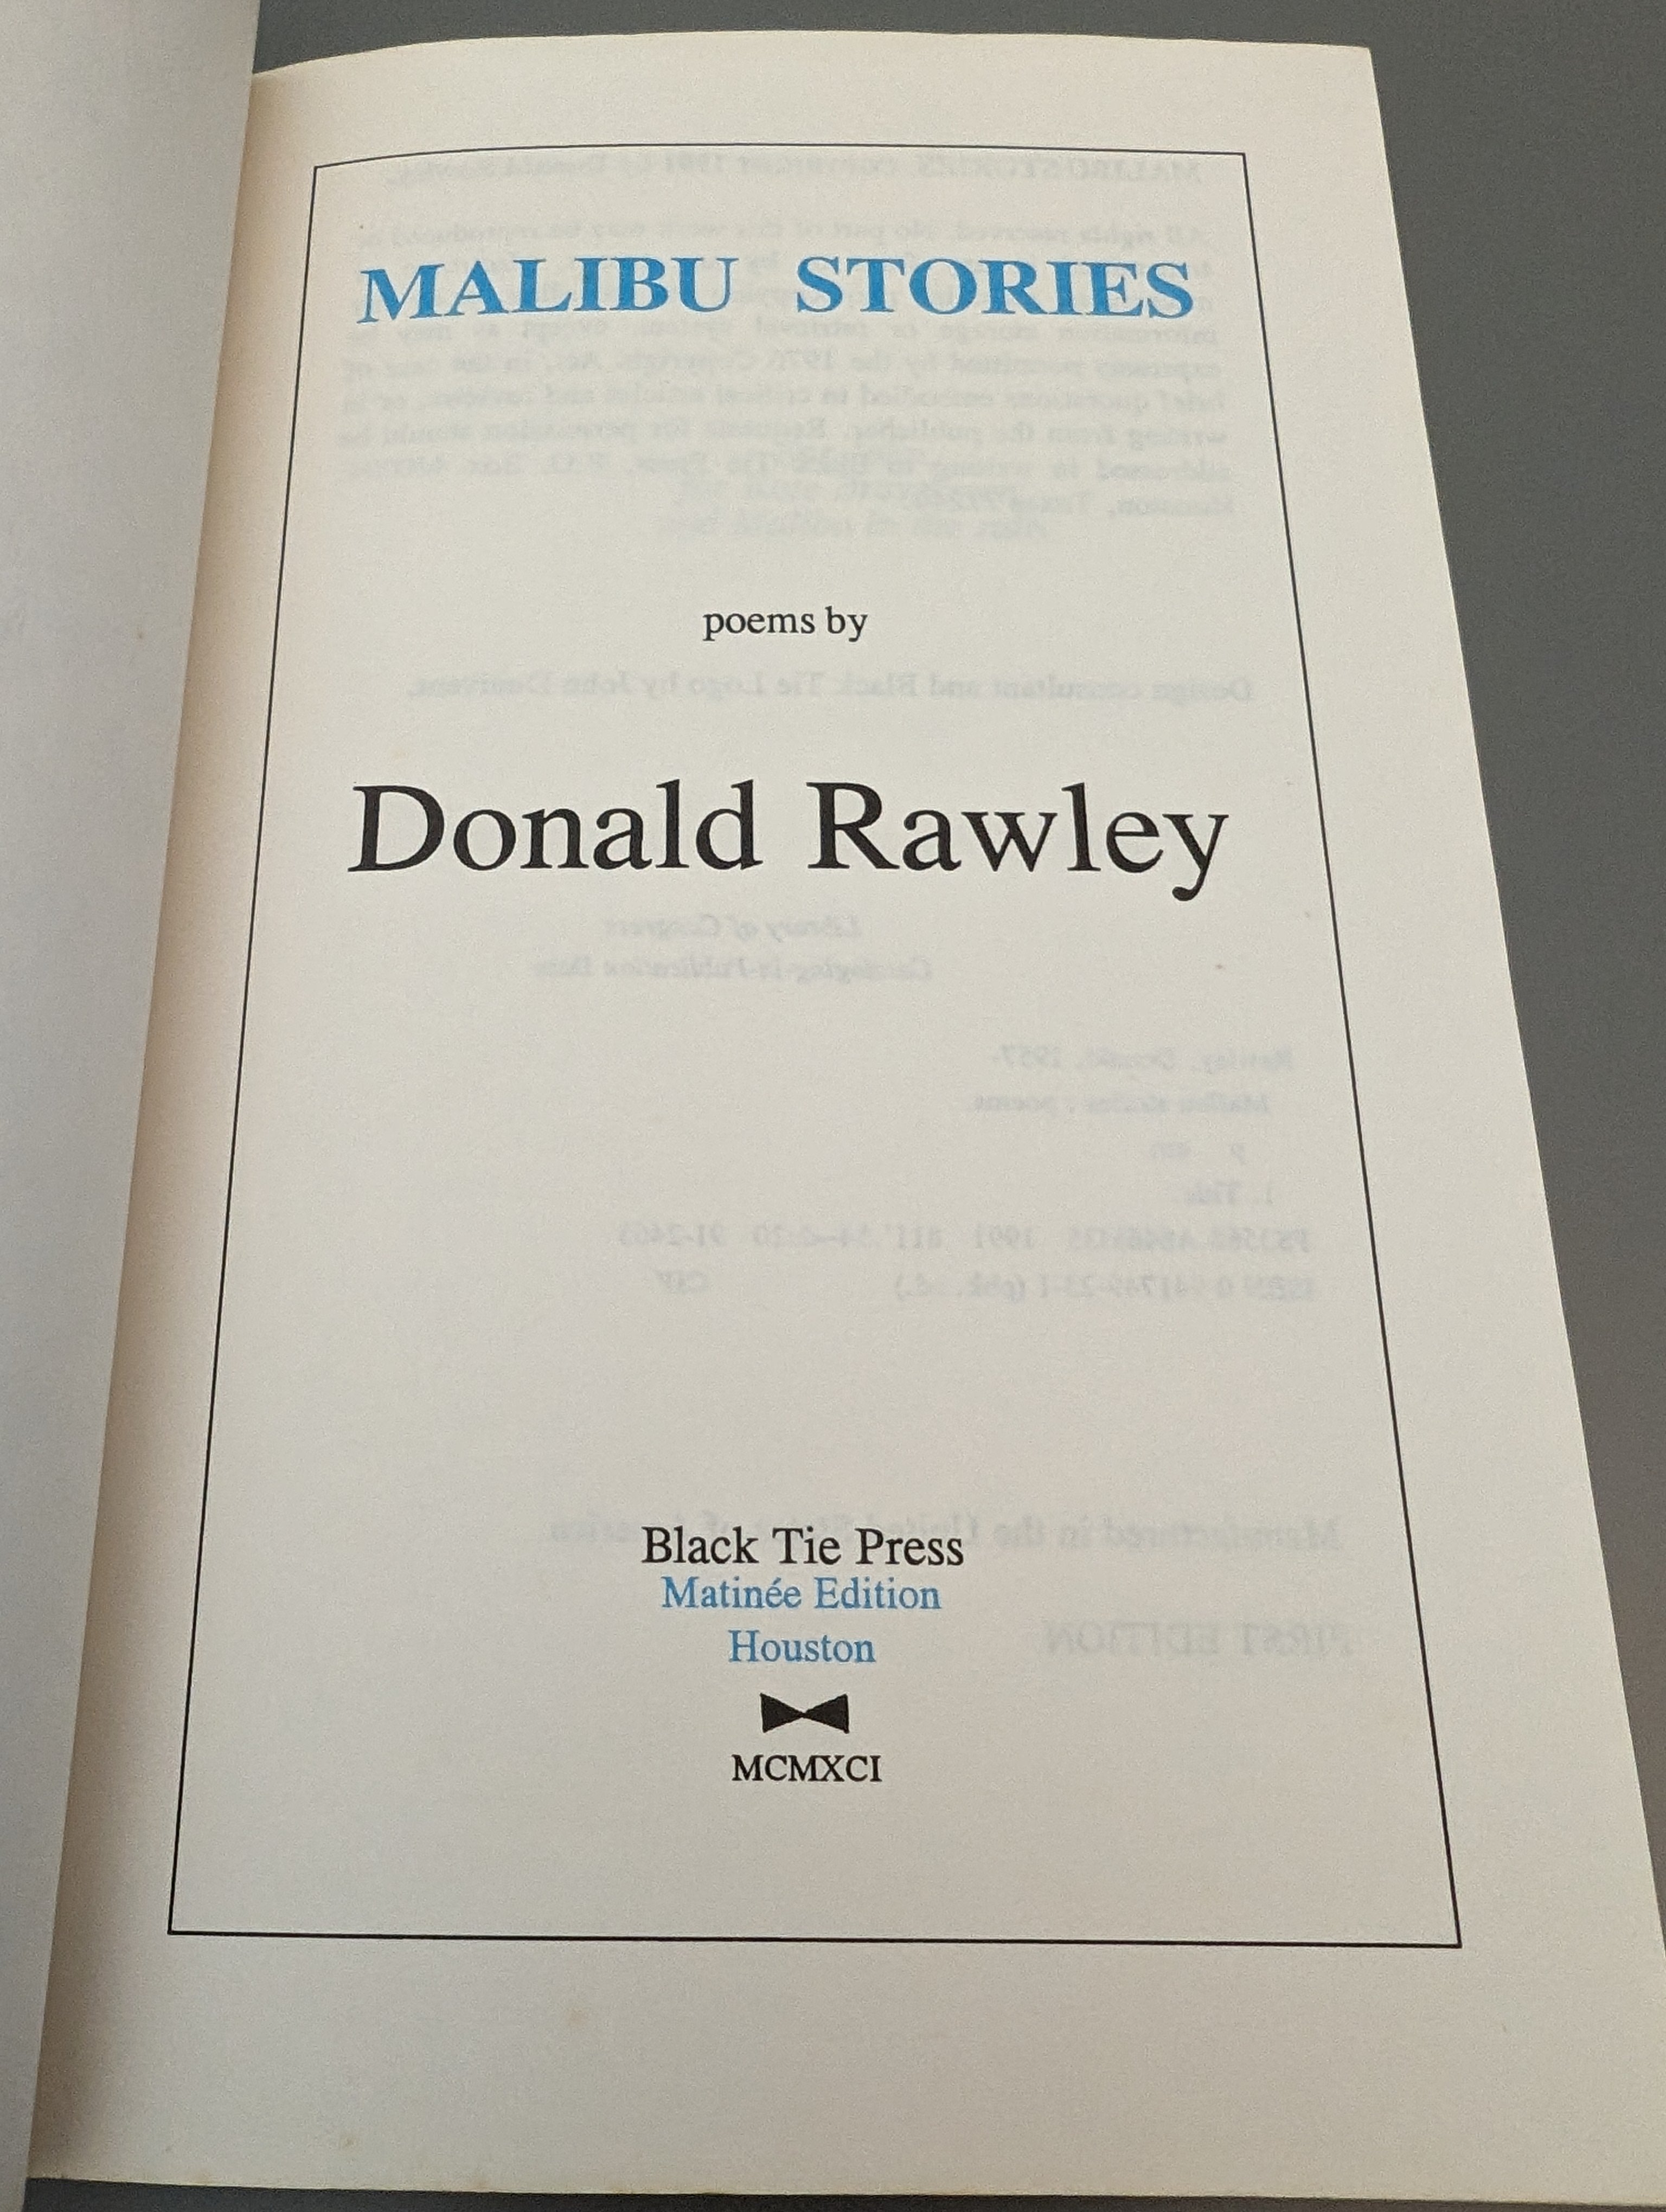 MALIBU STORIES
poems by
Donald Rawley
Black Tie Press
Matinée Edition
Houston
MCMXCI